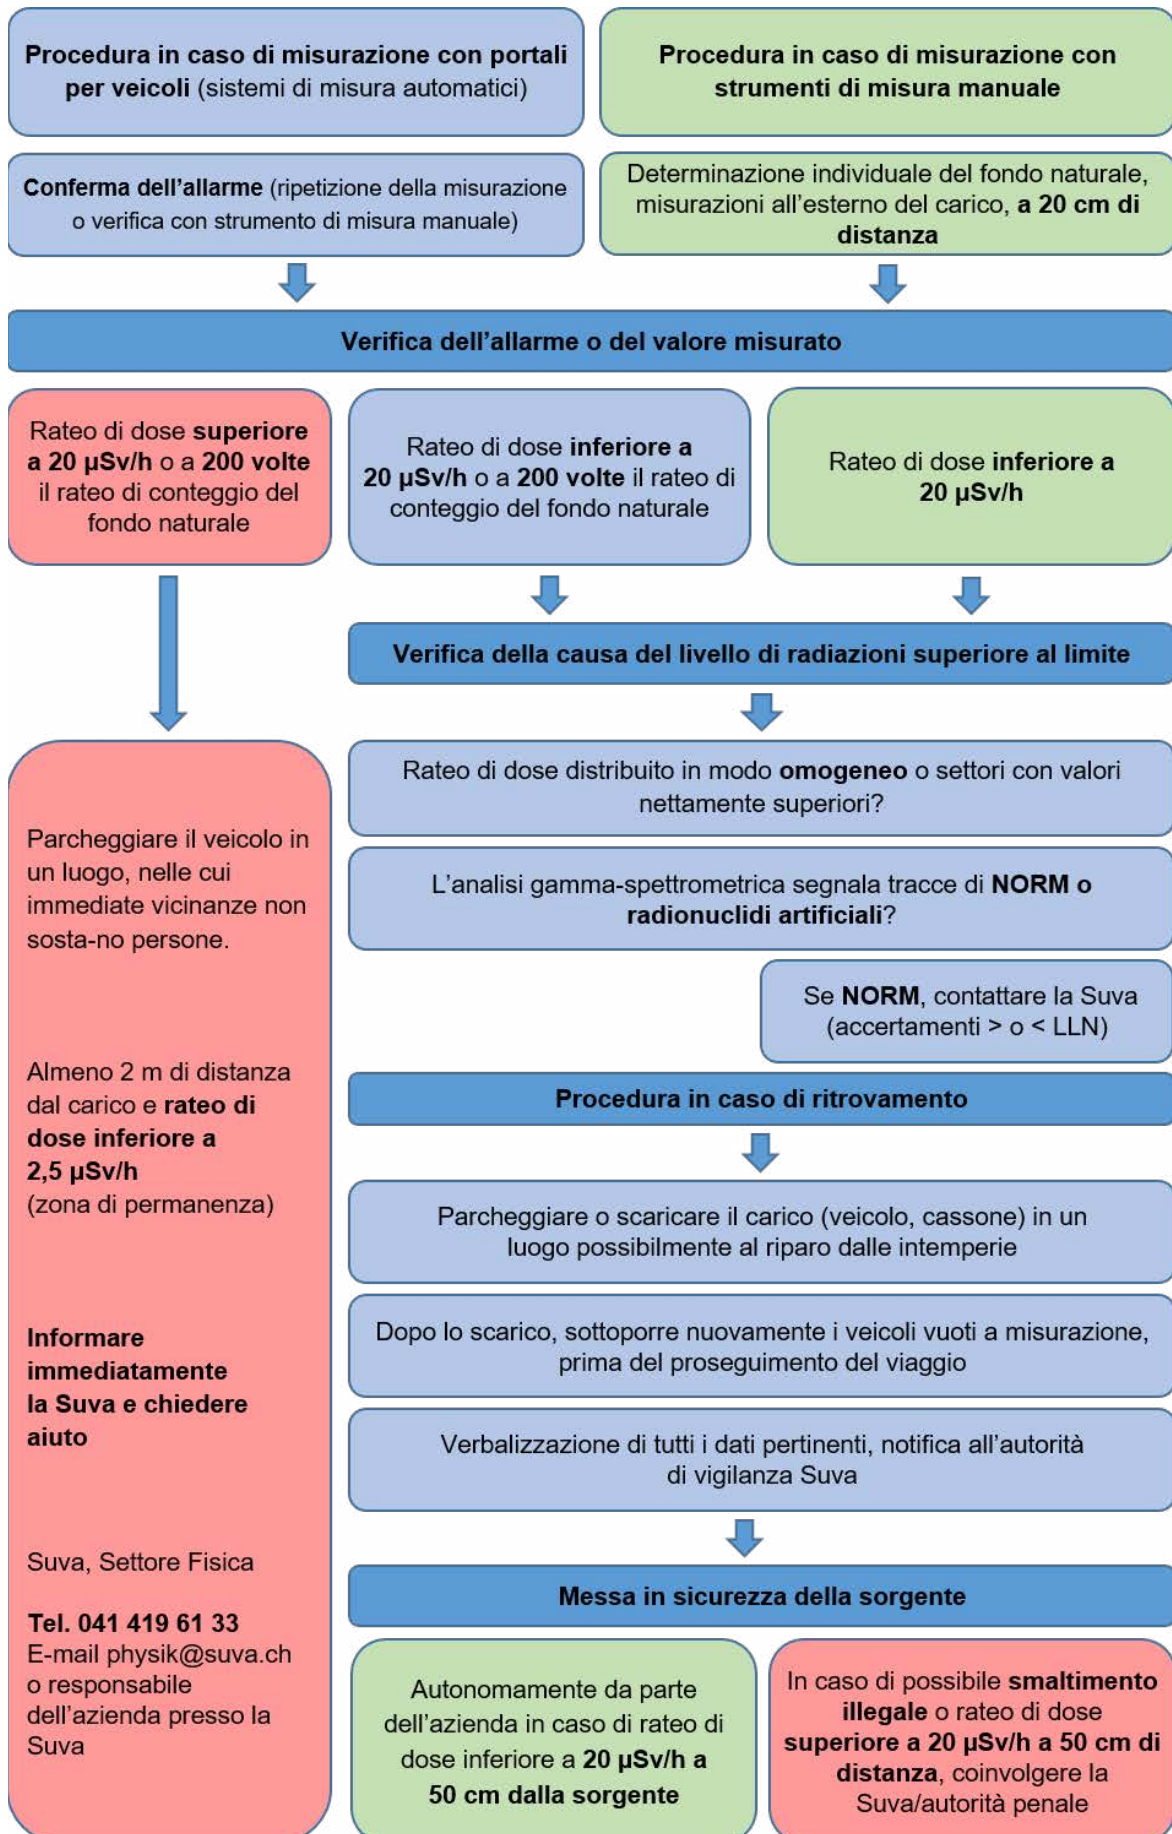 Procedura in caso di misurazione con portali
per veicoli (sistemi di misura automatici)
Procedura in caso di misurazione con
strumenti di misura manuale
Conferma dell'allarme (ripetizione della misurazione
o verifica con strumento di misura manuale)
Determinazione individuale del fondo naturale,
misurazioni all'esterno del carico, a 20 cm di
distanza
Verifica dell'allarme o del valore misurato
Rateo di dose superiore
a 20 µSv/h o a 200 volte
il rateo di conteggio del
fondo naturale
Rateo di dose inferiore a
20 µSv/h o a 200 volte il rateo di
conteggio del fondo naturale
Rateo di dose inferiore a
20 µSv/h
Parcheggiare il veicolo in
un luogo, nelle cui
immediate vicinanze non
sosta-no persone.
Almeno 2 m di distanza
dal carico e rateo di
dose inferiore a
2,5 µSv/h
(zona di permanenza)
Informare
immediatamente
la Suva e chiedere
aiuto
Suva, Settore Fisica
Tel. 041 419 61 33
E-mail physik@suva.ch
o responsabile
dell'azienda presso la
Suva
Verifica della causa del livello di radiazioni superiore al limite
Rateo di dose distribuito in modo omogeneo o settori con valori
nettamente superiori?
L'analisi gamma-spettrometrica segnala tracce di NORM o
radionuclidi artificiali?
Se NORM, contattare la Suva
(accertamenti > o < LLN)
Procedura in caso di ritrovamento
Parcheggiare o scaricare il carico (veicolo, cassone) in un
luogo possibilmente al riparo dalle intemperie
Dopo lo scarico, sottoporre nuovamente i veicoli vuoti a misurazione,
prima del proseguimento del viaggio
Verbalizzazione di tutti i dati pertinenti, notifica all'autorità
di vigilanza Suva
Messa in sicurezza della sorgente
Autonomamente da parte
dell'azienda in caso di rateo di
dose inferiore a 20 µSv/h a
50 cm dalla sorgente
In caso di possibile smaltimento
illegale o rateo di dose
superiore a 20 µSv/h a 50 cm di
distanza, coinvolgere la
Suva/autorità penale